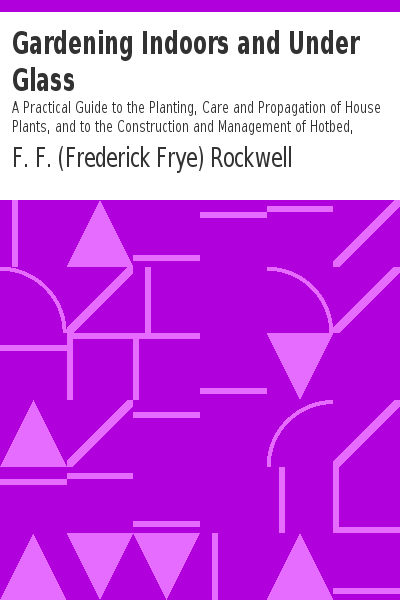 Gardening Indoors and Under
Glass
A Practical Guide to the Planting, Care and Propagation of House
Plants, and to the Construction and Management of Hotbed,
F. F. (Frederick Frye) Rockwell